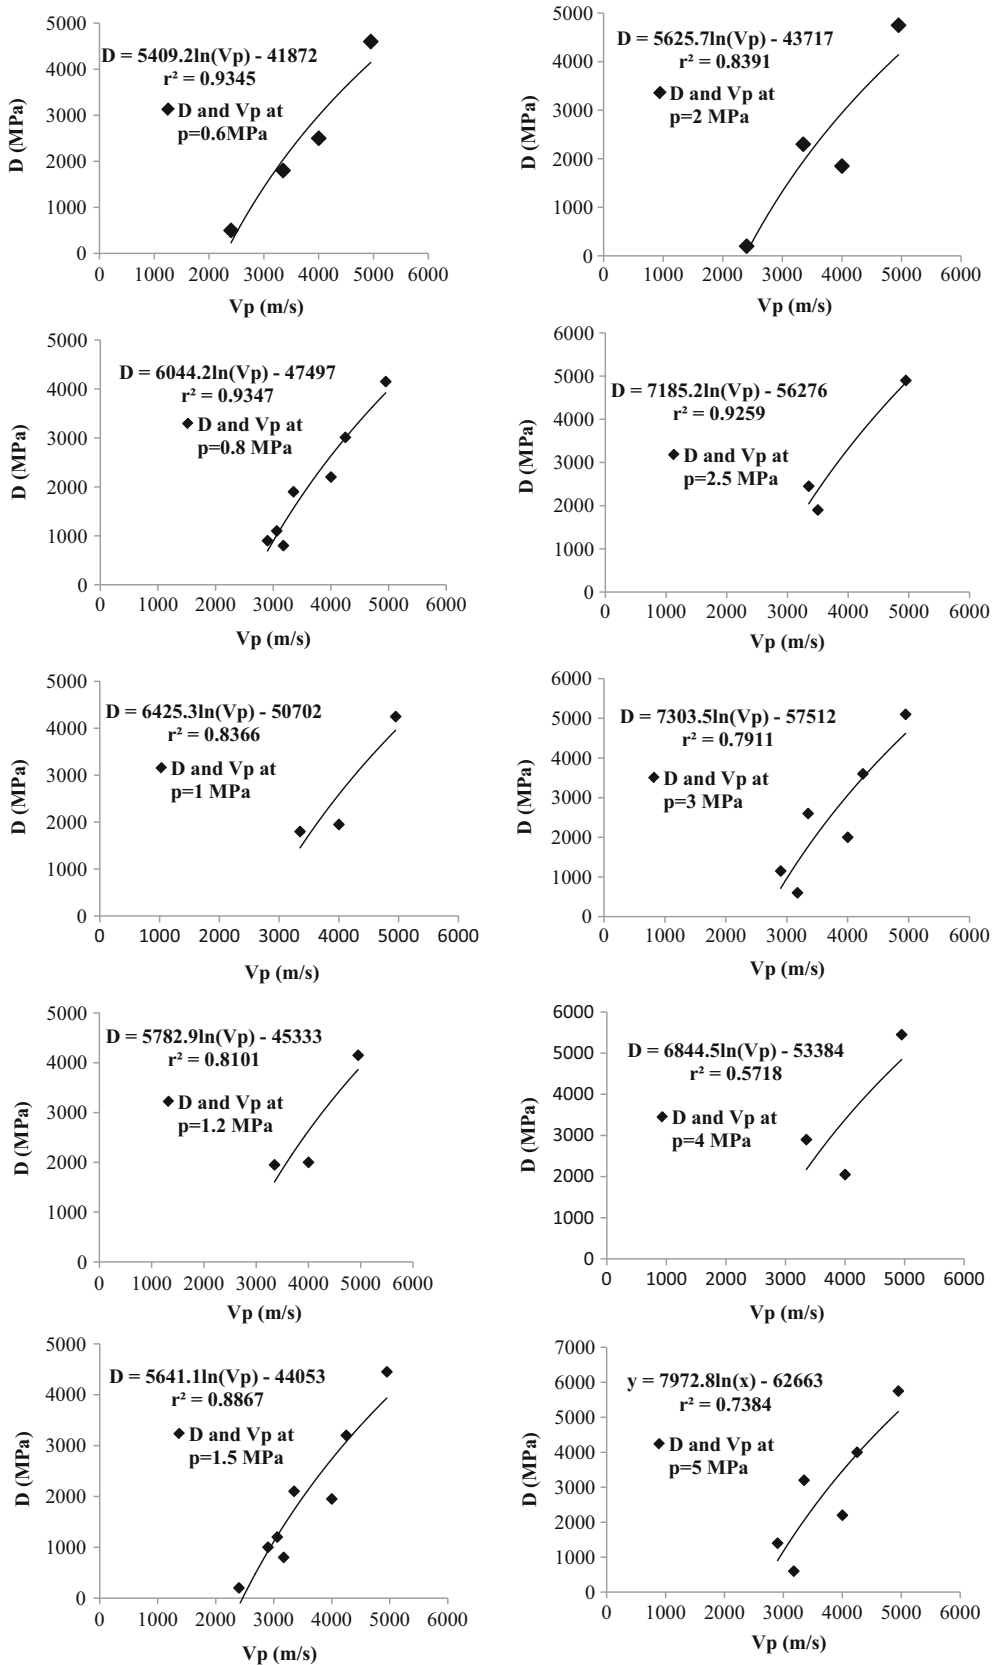 5000
4000
3000
2000
1000
0
D (MPa)
D = 5409.2ln(Vp) - 41872
r² = 0.9345
D and Vp at
p=0.6MPa
0 1000 2000 3000 4000 5000 6000
Vp (m/s)
5000
4000
3000
2000
1000
0
D (MPa)
D = 5625.7ln(Vp) - 43717
r² = 0.8391
D and Vp at
p=2 MPa
0 1000 2000 3000 4000 5000 6000
Vp (m/s)
5000
4000
3000
2000
1000
0
D (MPa)
D = 6044.2ln(Vp) - 47497
r² = 0.9347
D and Vp at
p=0.8 MPa
0 1000 2000 3000 4000 5000 6000
Vp (m/s)
6000
5000
4000
3000
2000
1000
0
D (MPa)
D = 7185.2ln(Vp) - 56276
r² = 0.9259
D and Vp at
p=2.5 MPa
0 1000 2000 3000 4000 5000 6000
Vp (m/s)
5000
4000
3000
2000
1000
0
D (MPa)
D = 6425.3ln(Vp) - 50702
r² = 0.8366
D and Vp at
p=1 MPa
0 1000 2000 3000 4000 5000 6000
Vp (m/s)
6000
5000
4000
3000
2000
1000
0
D (MPa)
D = 7303.5ln(Vp) - 57512
r² = 0.7911
D and Vp at
p=3 MPa
0 1000 2000 3000 4000 5000 6000
Vp (m/s)
5000
4000
3000
2000
1000
0
D (MPa)
D = 5782.9ln(Vp) - 45333
r² = 0.8101
D and Vp at
p=1.2 MPa
0 1000 2000 3000 4000 5000 6000
Vp (m/s)
6000
5000
4000
3000
2000
1000
0
D (MPa)
D = 6844.5ln(Vp) - 53384
r² = 0.5718
D and Vp at
p=4 MPa
0 1000 2000 3000 4000 5000 6000
Vp (m/s)
5000
4000
3000
2000
1000
0
D (MPa)
D = 5641.1ln(Vp) - 44053
r² = 0.8867
D and Vp at
p=1.5 MPa
0 1000 2000 3000 4000 5000 6000
Vp (m/s)
7000
6000
5000
4000
3000
2000
1000
0
D (MPa)
y = 7972.8ln(x) - 62663
r² = 0.7384
D and Vp at
p=5 MPa
0 1000 2000 3000 4000 5000 6000
Vp (m/s)